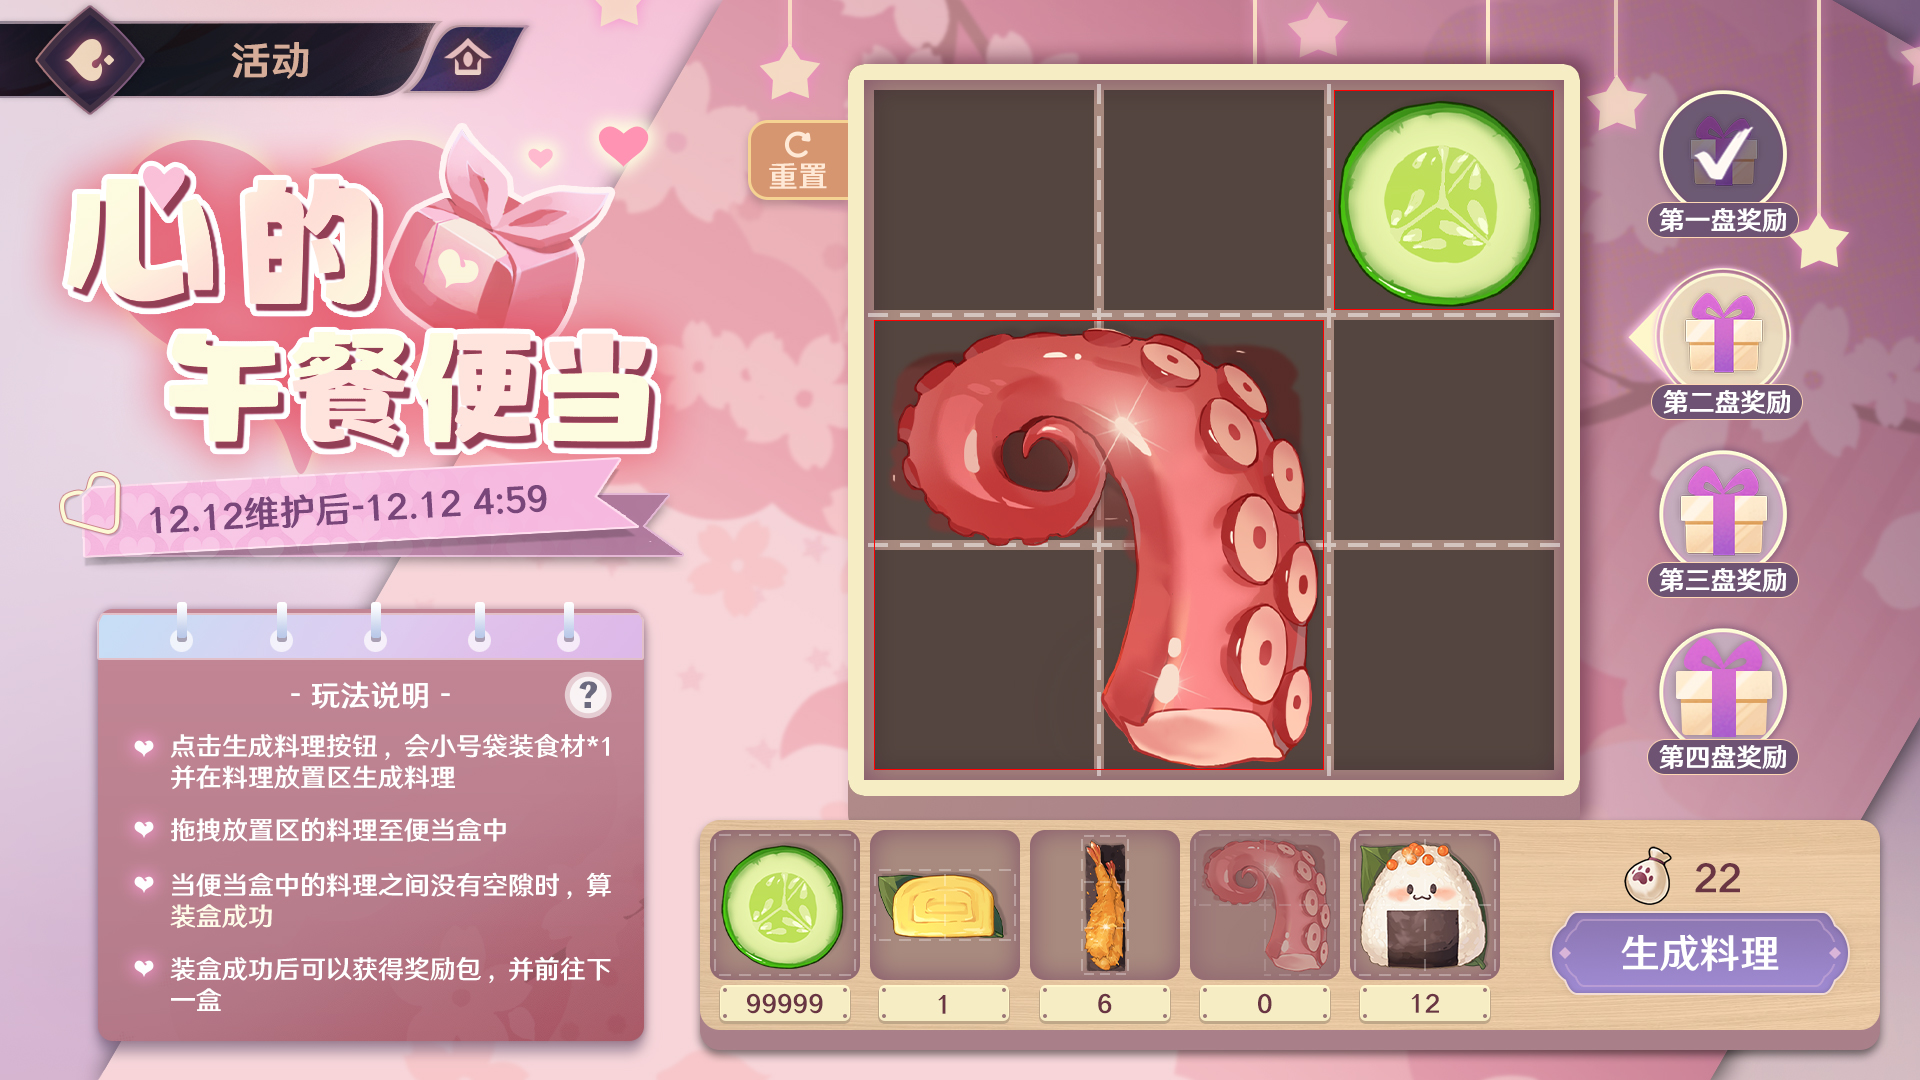 活动
心的
午餐便当
12.12维护后-12.12 4:59
- 玩法说明 -
?
点击生成料理按钮，会小号袋装食材*1
并在料理放置区生成料理
拖拽放置区的料理至便当盒中
当便当盒中的料理之间没有空隙时，算
装盒成功
装盒成功后可以获得奖励包，并前往下
一盒
重置
第一盘奖励
第二盘奖励
第三盘奖励
第四盘奖励
99999
1
6
0
12
22
生成料理